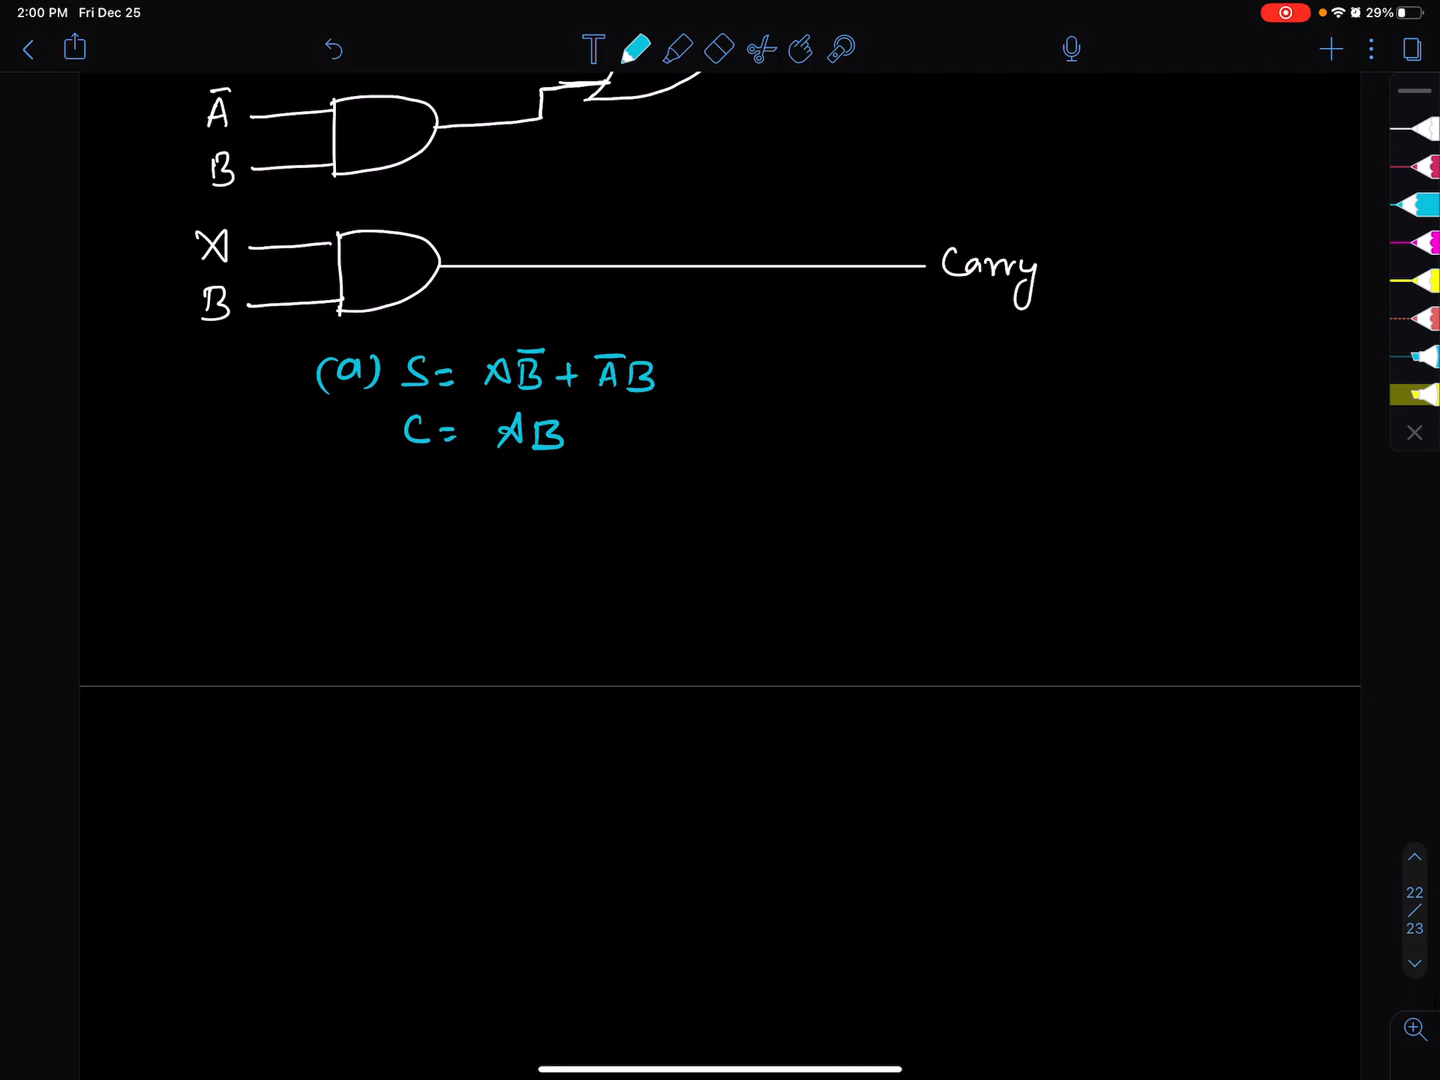 2:00 PM Fri Dec 25
29%
T
Ā
B
A
B
Carry
(a) S = AB̄ + ĀB
C = AB
22
/
23